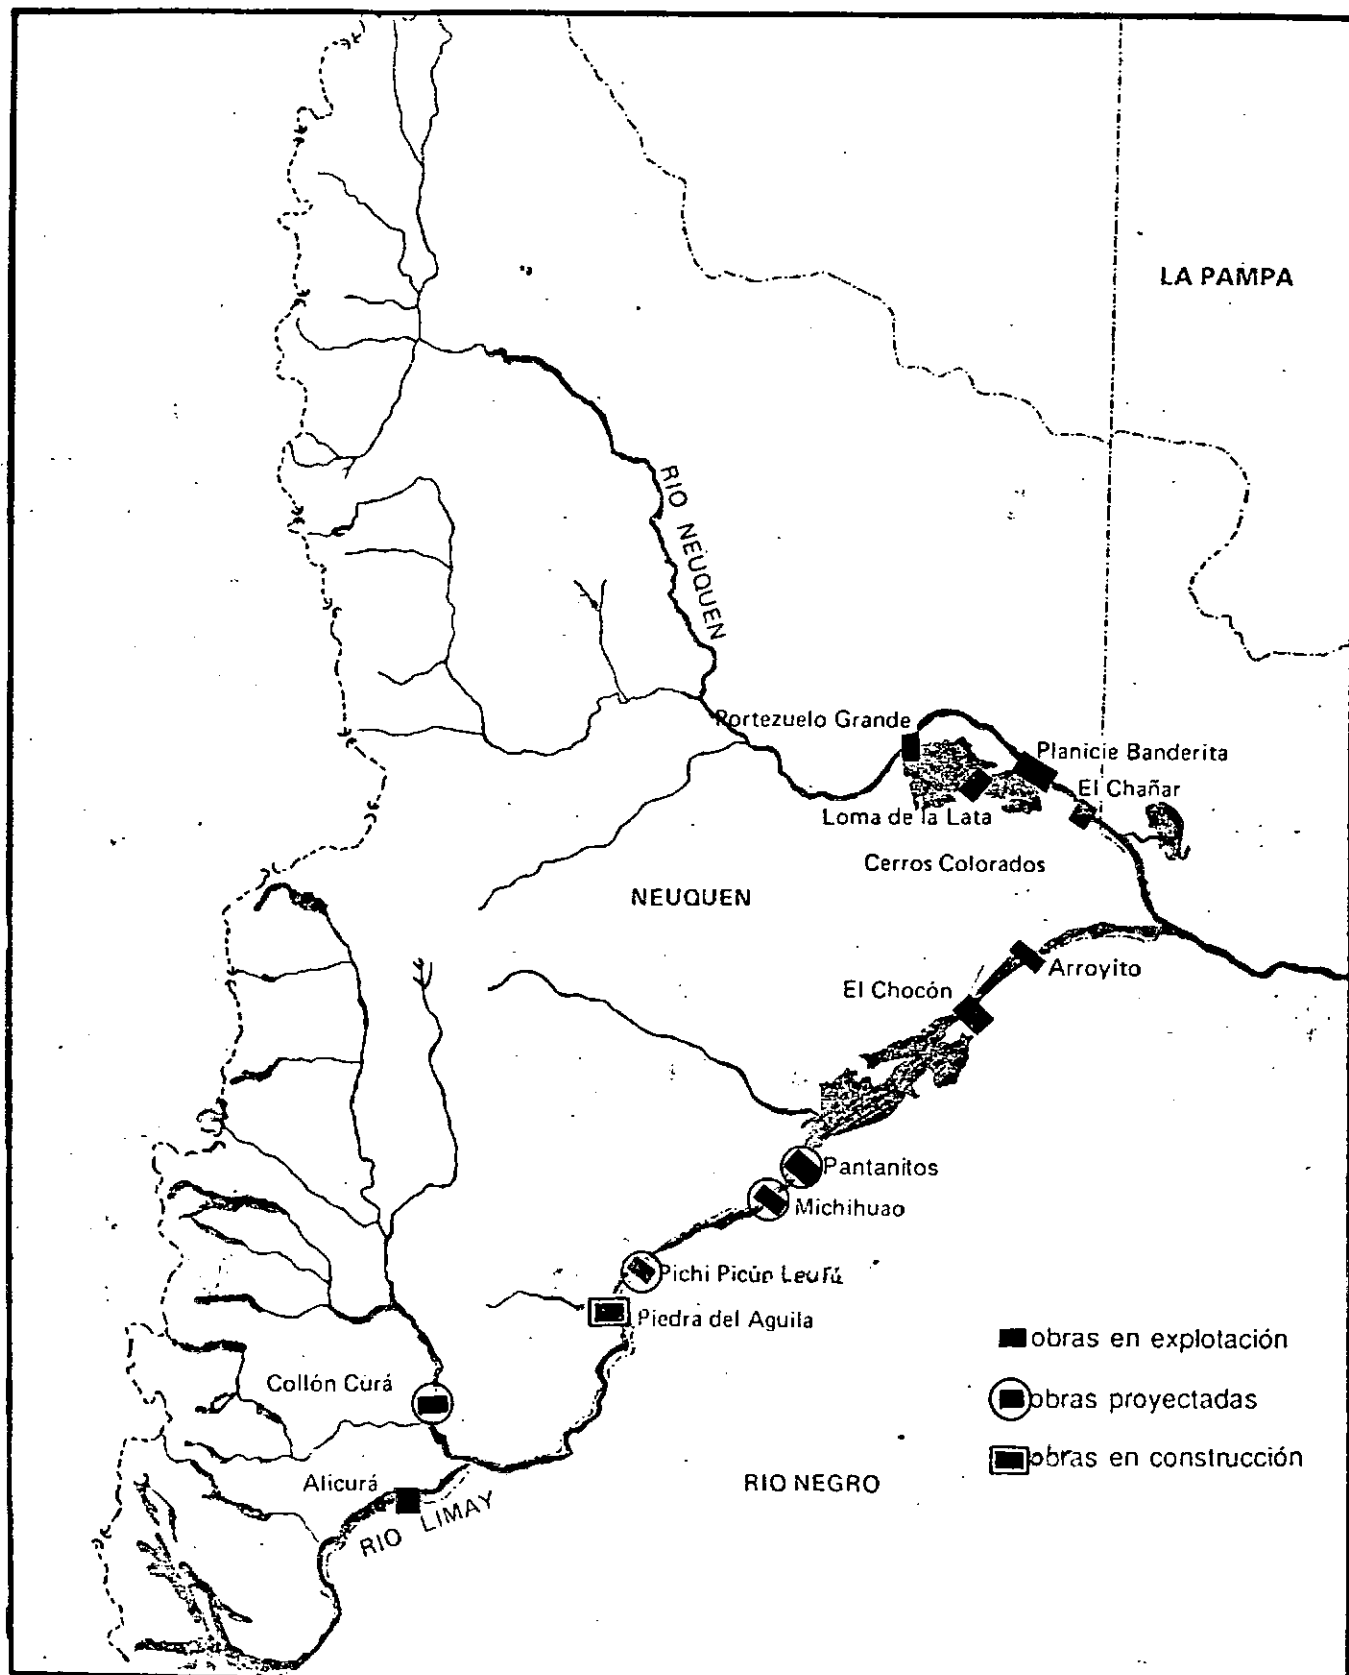 LA PAMPA
RIO NEUQUEN
Portezuelo Grande
Planicie Banderita
El Chañar
Loma de la Lata
Cerros Colorados
NEUQUEN
Arroyito
El Chocón
Pantanitos
Michihuao
Pichi Picún Leufú
Piedra del Aguila
obras en explotación
Collón Curá
obras proyectadas
obras en construcción
Alicurá
RIO NEGRO
RIO LIMAY